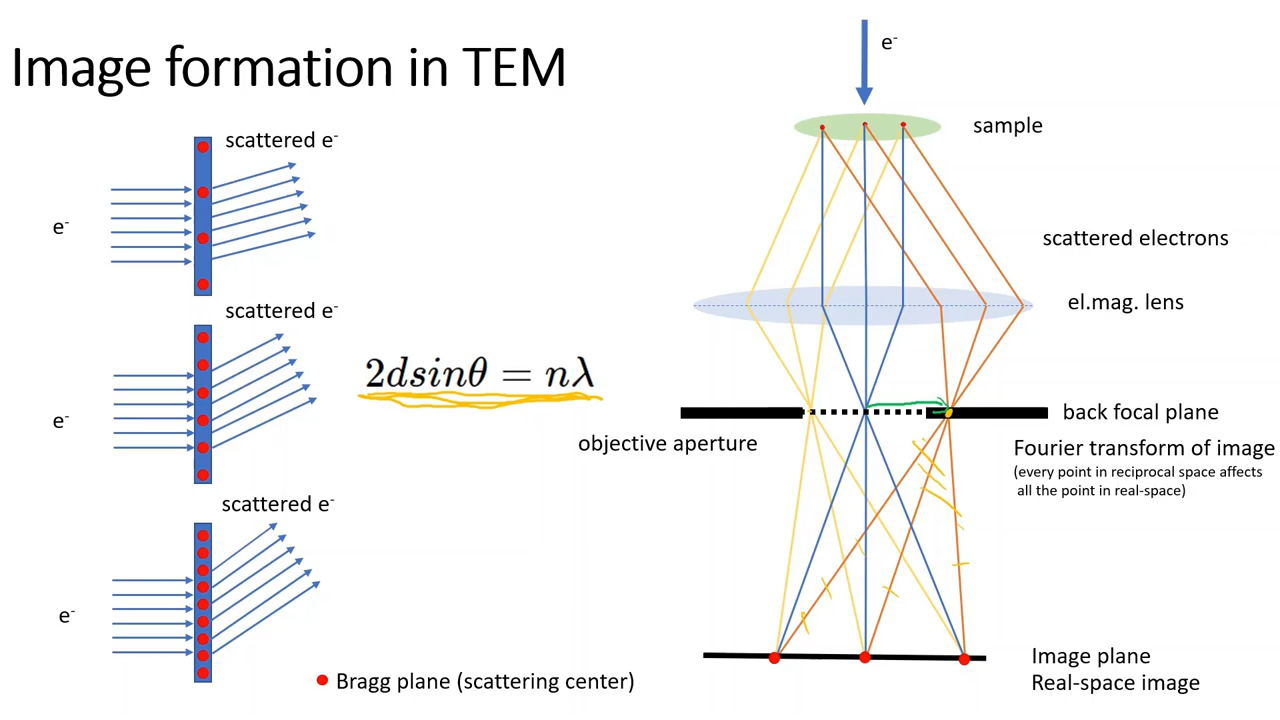 Image formation in TEM
scattered e⁻
e⁻
scattered e⁻
e⁻
2dsinθ = nλ
scattered e⁻
e⁻
Bragg plane (scattering center)
e⁻
sample
scattered electrons
el.mag. lens
back focal plane
objective aperture
Fourier transform of image
(every point in reciprocal space affects
all the point in real-space)
Image plane
Real-space image